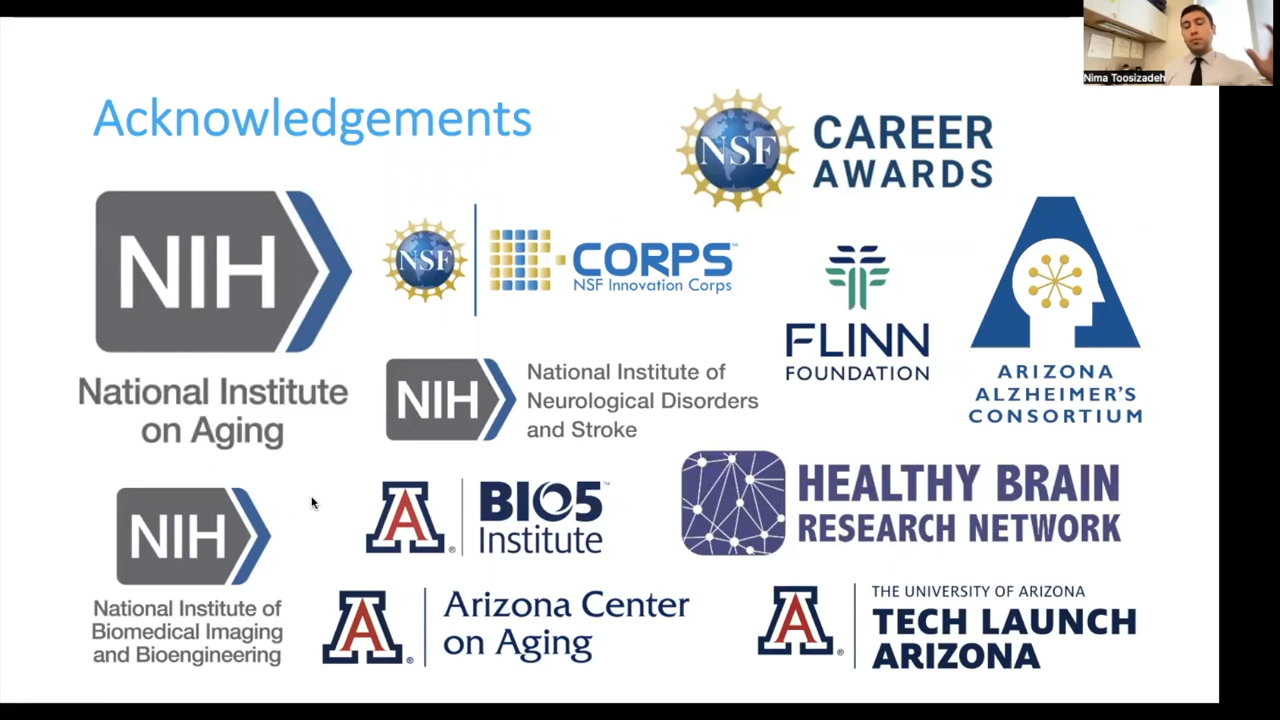 Nima Toosizadeh
Acknowledgements
NSF
CAREER
AWARDS
NIH
National Institute
on Aging
NSF
I-CORPS™
NSF Innovation Corps
FLINN
FOUNDATION
ARIZONA
ALZHEIMER'S
CONSORTIUM
NIH
National Institute of
Neurological Disorders
and Stroke
NIH
National Institute of
Biomedical Imaging
and Bioengineering
A®
BIO5™
Institute
HEALTHY BRAIN
RESEARCH NETWORK
A®
Arizona Center
on Aging
A®
THE UNIVERSITY OF ARIZONA
TECH LAUNCH
ARIZONA